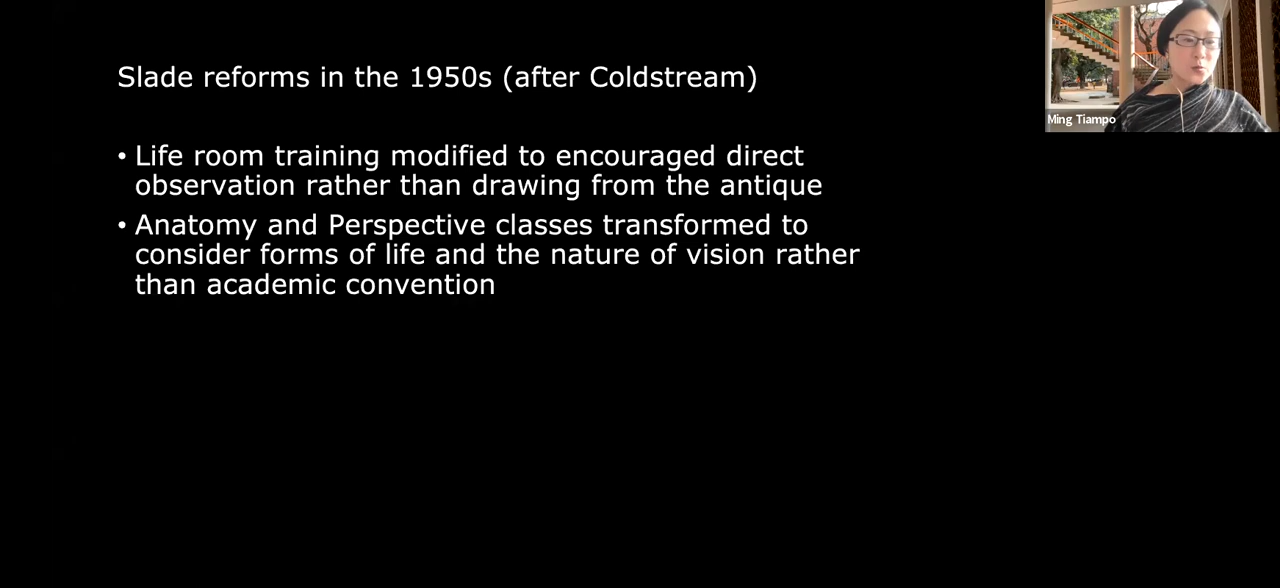 Slade reforms in the 1950s (after Coldstream)
• Life room training modified to encouraged direct
observation rather than drawing from the antique
• Anatomy and Perspective classes transformed to
consider forms of life and the nature of vision rather
than academic convention
Ming Tiampo